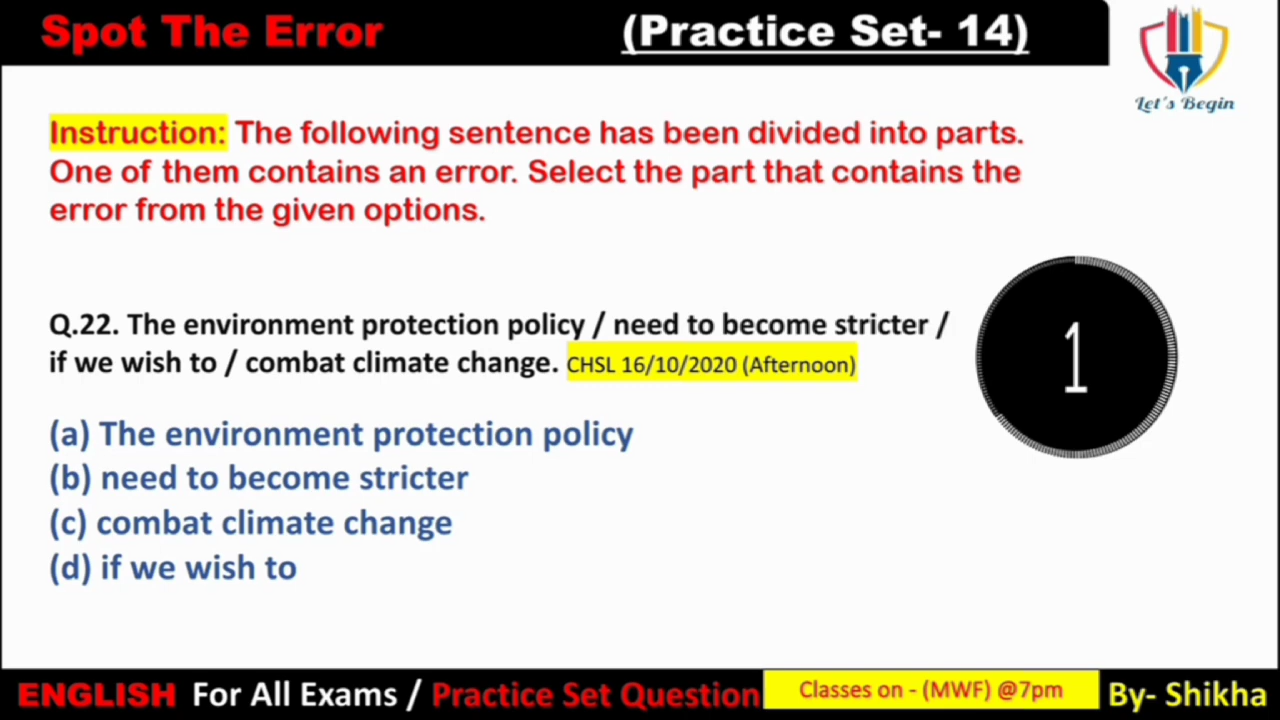 Spot The Error
(Practice Set- 14)
Let's Begin
Instruction: The following sentence has been divided into parts.
One of them contains an error. Select the part that contains the
error from the given options.
Q.22. The environment protection policy / need to become stricter /
if we wish to / combat climate change. CHSL 16/10/2020 (Afternoon)
1
(a) The environment protection policy
(b) need to become stricter
(c) combat climate change
(d) if we wish to
ENGLISH For All Exams / Practice Set Question
Classes on - (MWF) @7pm
By- Shikha